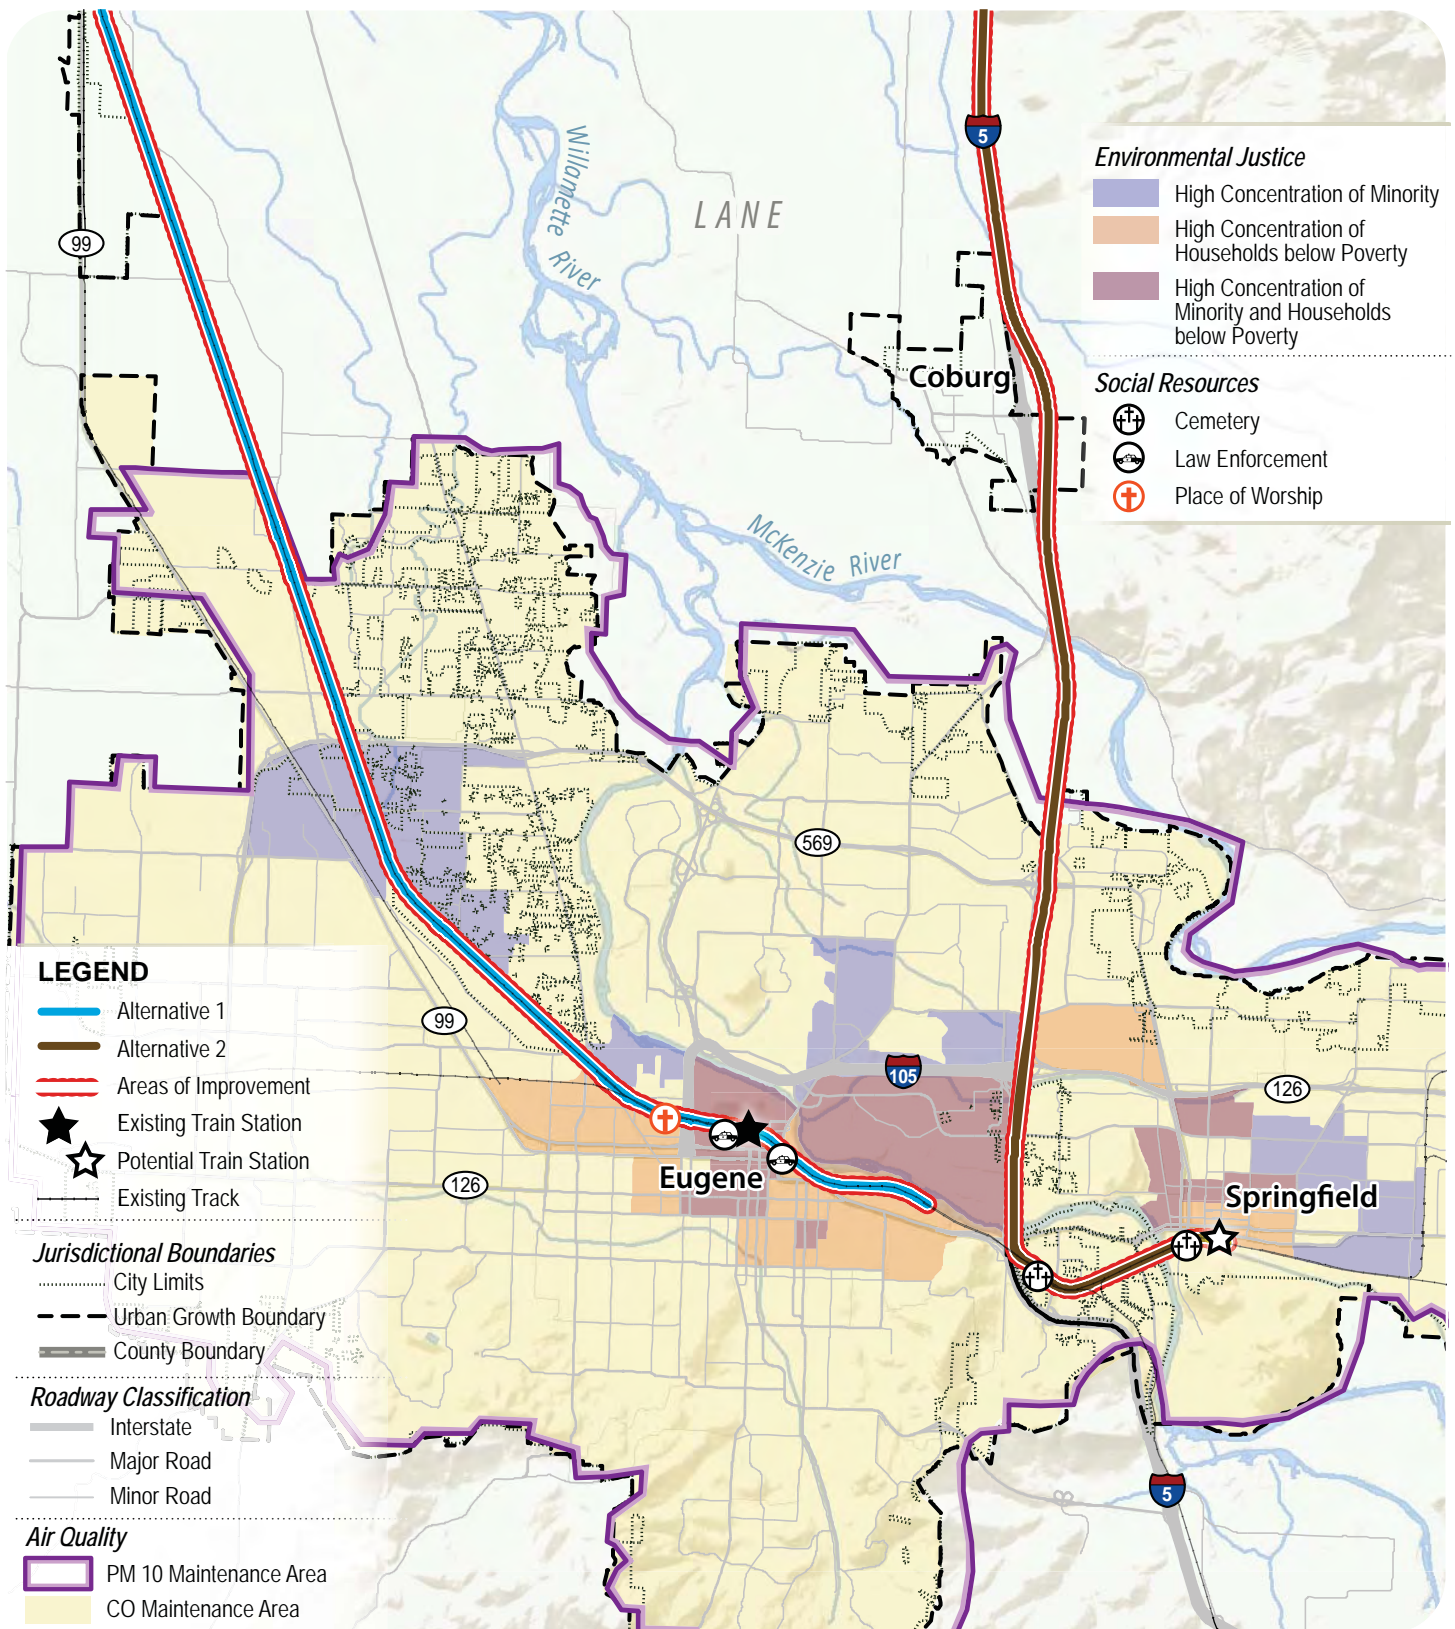 5
Willamette
River
LANE
99
Coburg
McKenzie River
569
99
105
126
126
Eugene
Springfield
5
Environmental Justice
High Concentration of Minority
High Concentration of
Households below Poverty
High Concentration of
Minority and Households
below Poverty
Social Resources
Cemetery
Law Enforcement
Place of Worship
LEGEND
Alternative 1
Alternative 2
Areas of Improvement
Existing Train Station
Potential Train Station
Existing Track
Jurisdictional Boundaries
City Limits
Urban Growth Boundary
County Boundary
Roadway Classification
Interstate
Major Road
Minor Road
Air Quality
PM 10 Maintenance Area
CO Maintenance Area